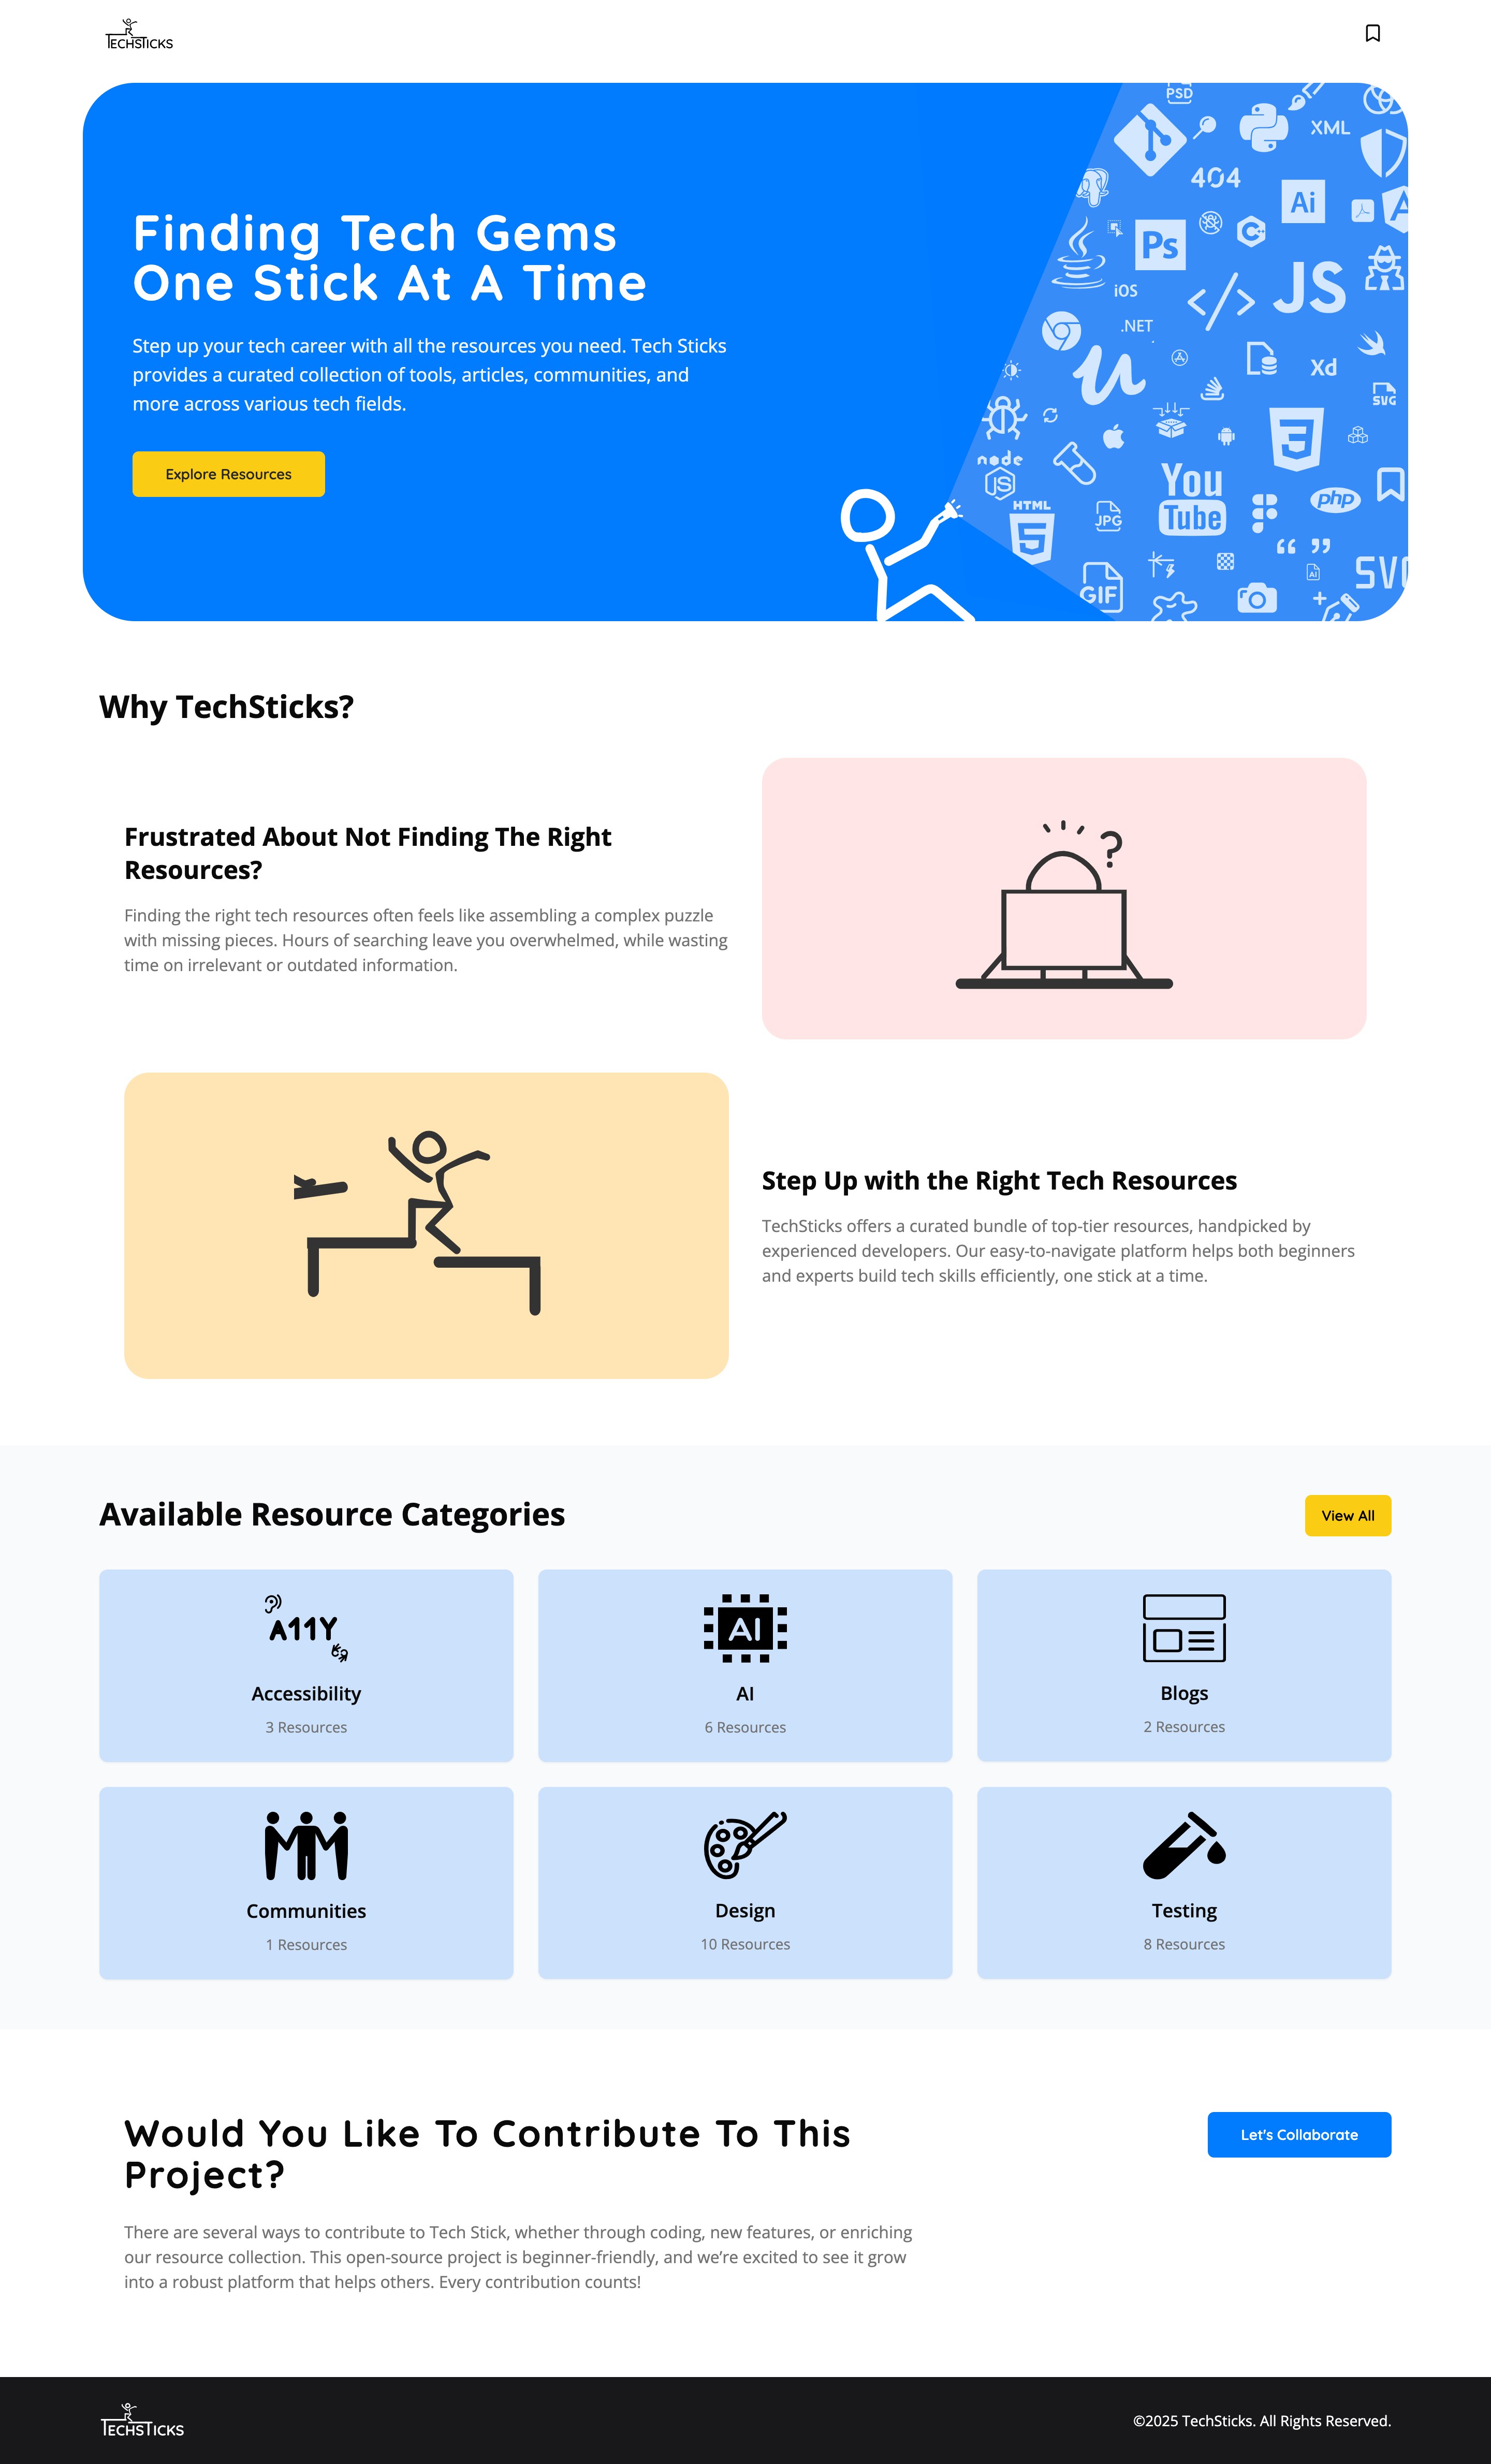 TECHSTICKS
PSD
XML
404
Ai
Ps
C++
JS
iOS
.NET
Xd
SVG
node
JS
You
Tube
php
HTML
5
JPG
3
GIF
AI
SVG
Finding Tech Gems
One Stick At A Time
Step up your tech career with all the resources you need. Tech Sticks
provides a curated collection of tools, articles, communities, and
more across various tech fields.
Explore Resources
Why TechSticks?
Frustrated About Not Finding The Right
Resources?
Finding the right tech resources often feels like assembling a complex puzzle
with missing pieces. Hours of searching leave you overwhelmed, while wasting
time on irrelevant or outdated information.
?
Step Up with the Right Tech Resources
TechSticks offers a curated bundle of top-tier resources, handpicked by
experienced developers. Our easy-to-navigate platform helps both beginners
and experts build tech skills efficiently, one stick at a time.
Available Resource Categories
View All
A11Y
Accessibility
3 Resources
AI
AI
6 Resources
Blogs
2 Resources
Communities
1 Resources
Design
10 Resources
Testing
8 Resources
Would You Like To Contribute To This
Project?
Let's Collaborate
There are several ways to contribute to Tech Stick, whether through coding, new features, or enriching
our resource collection. This open-source project is beginner-friendly, and we’re excited to see it grow
into a robust platform that helps others. Every contribution counts!
TECHSTICKS
©2025 TechSticks. All Rights Reserved.